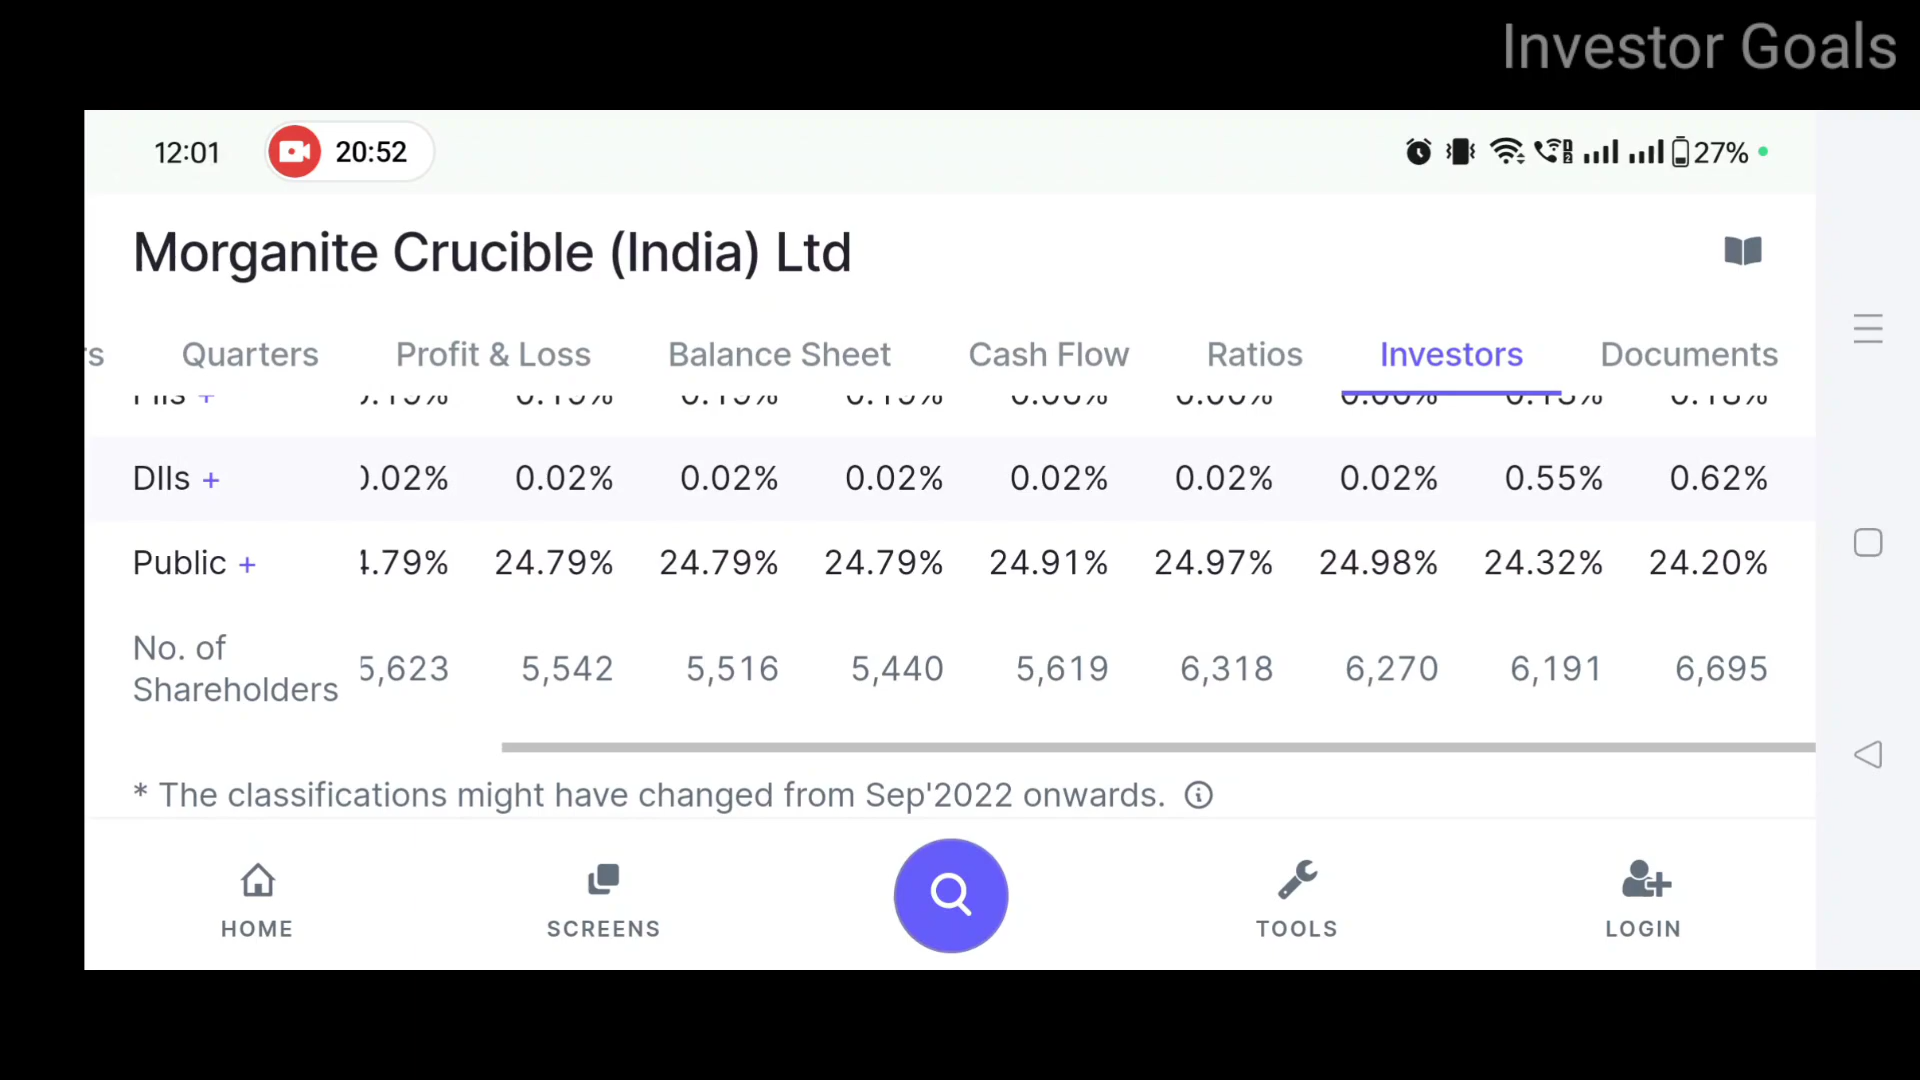 Investor Goals
12:01 20:52 27%
Morganite Crucible (India) Ltd
Quarters Profit & Loss Balance Sheet Cash Flow Ratios Investors Documents
DIIs + 0.02% 0.02% 0.02% 0.02% 0.02% 0.02% 0.55% 0.62%
Public + 24.79% 24.79% 24.79% 24.91% 24.97% 24.98% 24.32% 24.20%
No. of
Shareholders 5,623 5,542 5,516 5,440 5,619 6,318 6,270 6,191 6,695
* The classifications might have changed from Sep'2022 onwards.
HOME SCREENS TOOLS LOGIN